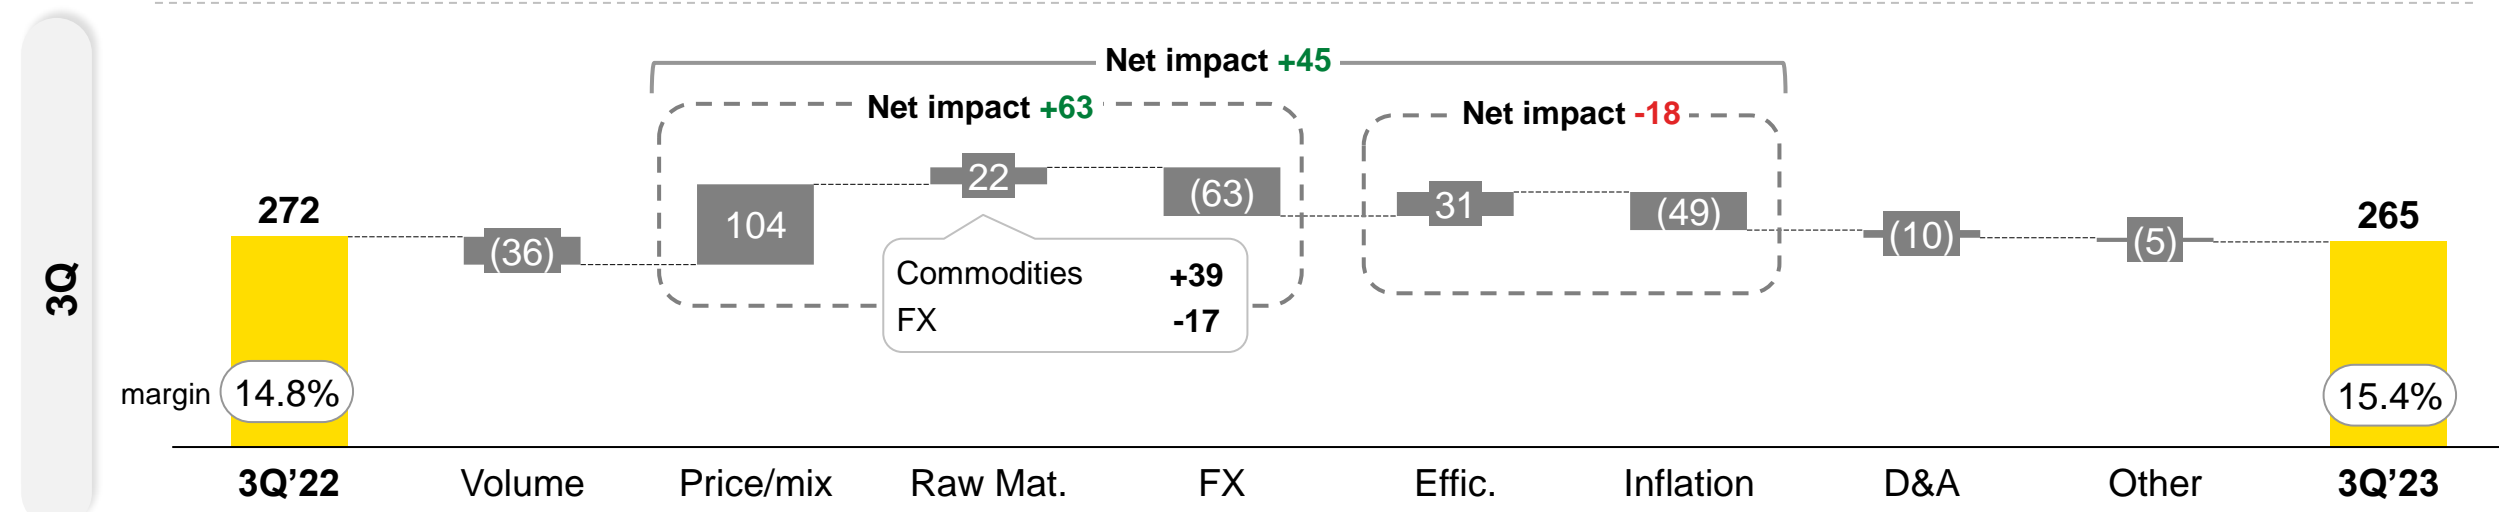 3Q
Net impact +45
Net impact +63
Net impact -18
272
(36)
104
22
(63)
31
(49)
(10)
(5)
265
Commodities +39
FX -17
margin 14.8%
15.4%
3Q’22 Volume Price/mix Raw Mat. FX Effic. Inflation D&A Other 3Q’23